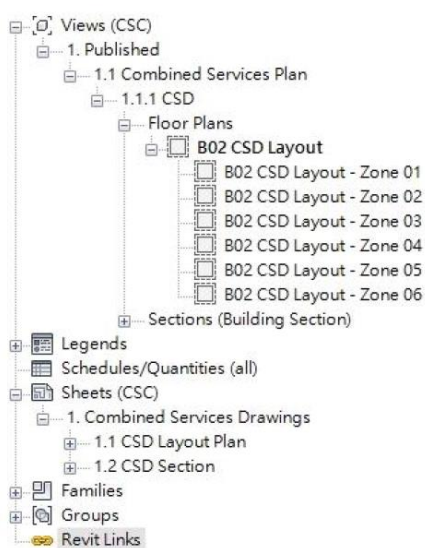 Views (CSC)
1. Published
1.1 Combined Services Plan
1.1.1 CSD
Floor Plans
B02 CSD Layout
B02 CSD Layout - Zone 01
B02 CSD Layout - Zone 02
B02 CSD Layout - Zone 03
B02 CSD Layout - Zone 04
B02 CSD Layout - Zone 05
B02 CSD Layout - Zone 06
Sections (Building Section)
Legends
Schedules/Quantities (all)
Sheets (CSC)
1. Combined Services Drawings
1.1 CSD Layout Plan
1.2 CSD Section
Families
Groups
Revit Links